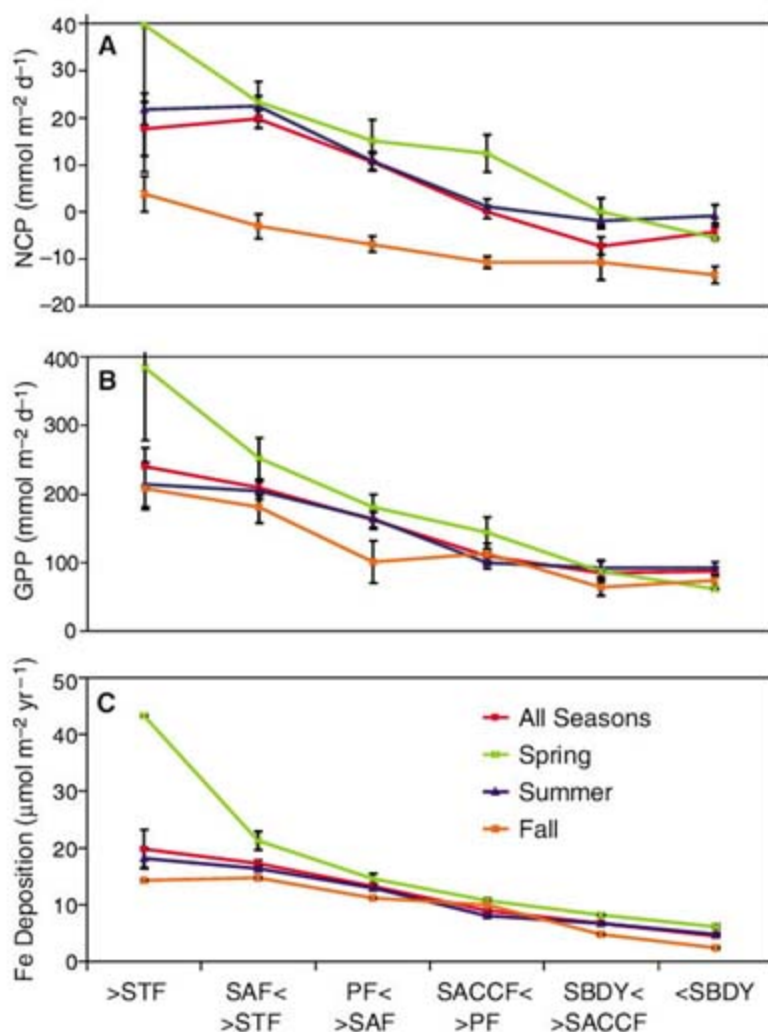 A
NCP (mmol m⁻² d⁻¹)
40
30
20
10
0
–10
–20
B
GPP (mmol m⁻² d⁻¹)
400
300
200
100
0
C
Fe Deposition (µmol m⁻² yr⁻¹)
50
40
30
20
10
0
All Seasons
Spring
Summer
Fall
>STF SAF< PF< SACCF< SBDY< <SBDY
>STF >SAF >PF >SACCF